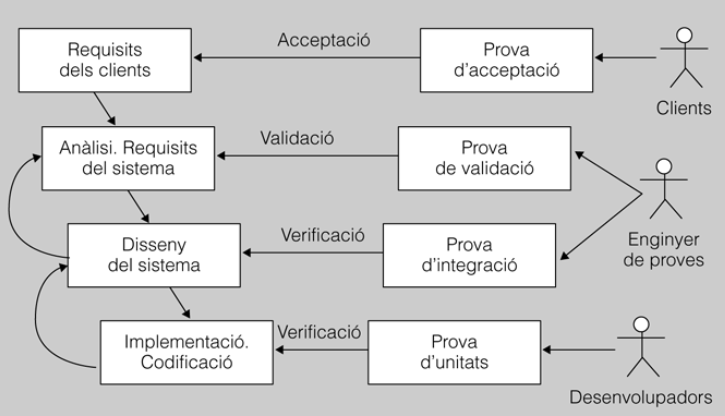 Requisits
dels clients
Acceptació
Prova
d'acceptació
Clients
Anàlisi. Requisits
del sistema
Validació
Prova
de validació
Enginyer
de proves
Disseny
del sistema
Verificació
Prova
d'integració
Implementació.
Codificació
Verificació
Prova
d'unitats
Desenvolupadors